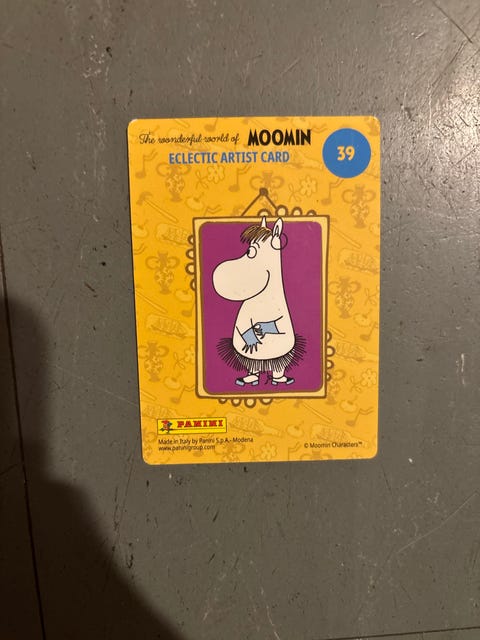 The wonderful world of MOOMIN
ECLECTIC ARTIST CARD
39
PANINI
Made in Italy by Panini S.p.A. - Modena
www.paninigroup.com
© Moomin Characters™